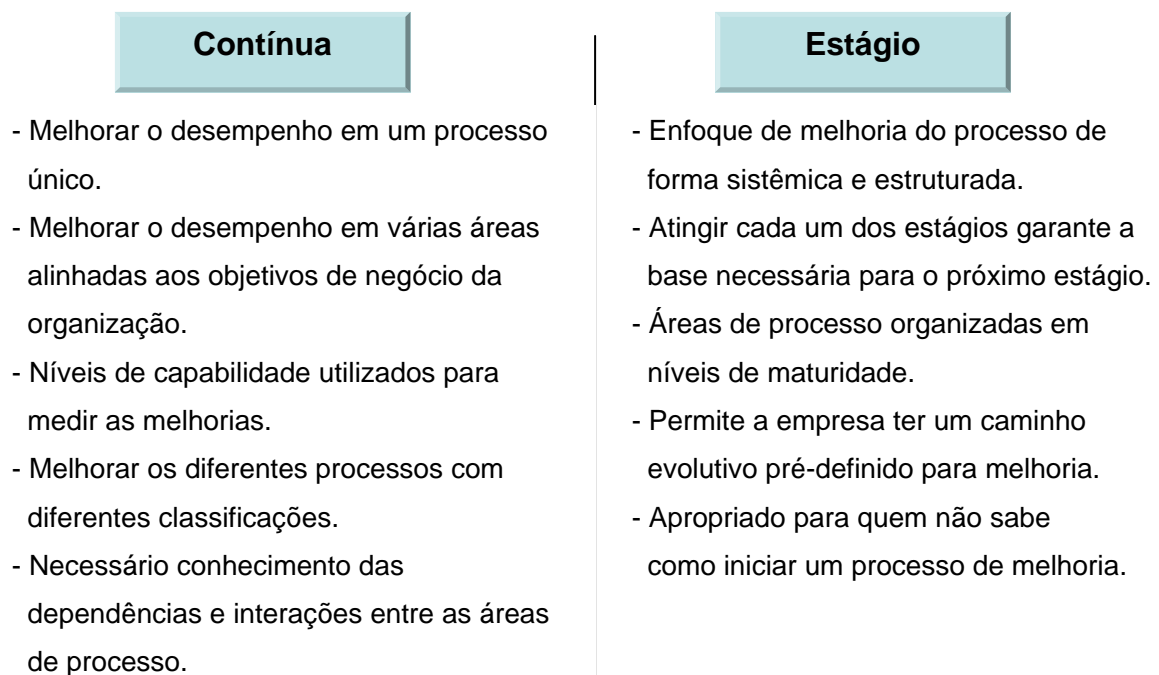 Contínua
- Melhorar o desempenho em um processo
único.
- Melhorar o desempenho em várias áreas
alinhadas aos objetivos de negócio da
organização.
- Níveis de capabilidade utilizados para
medir as melhorias.
- Melhorar os diferentes processos com
diferentes classificações.
- Necessário conhecimento das
dependências e interações entre as áreas
de processo.
Estágio
- Enfoque de melhoria do processo de
forma sistêmica e estruturada.
- Atingir cada um dos estágios garante a
base necessária para o próximo estágio.
- Áreas de processo organizadas em
níveis de maturidade.
- Permite a empresa ter um caminho
evolutivo pré-definido para melhoria.
- Apropriado para quem não sabe
como iniciar um processo de melhoria.